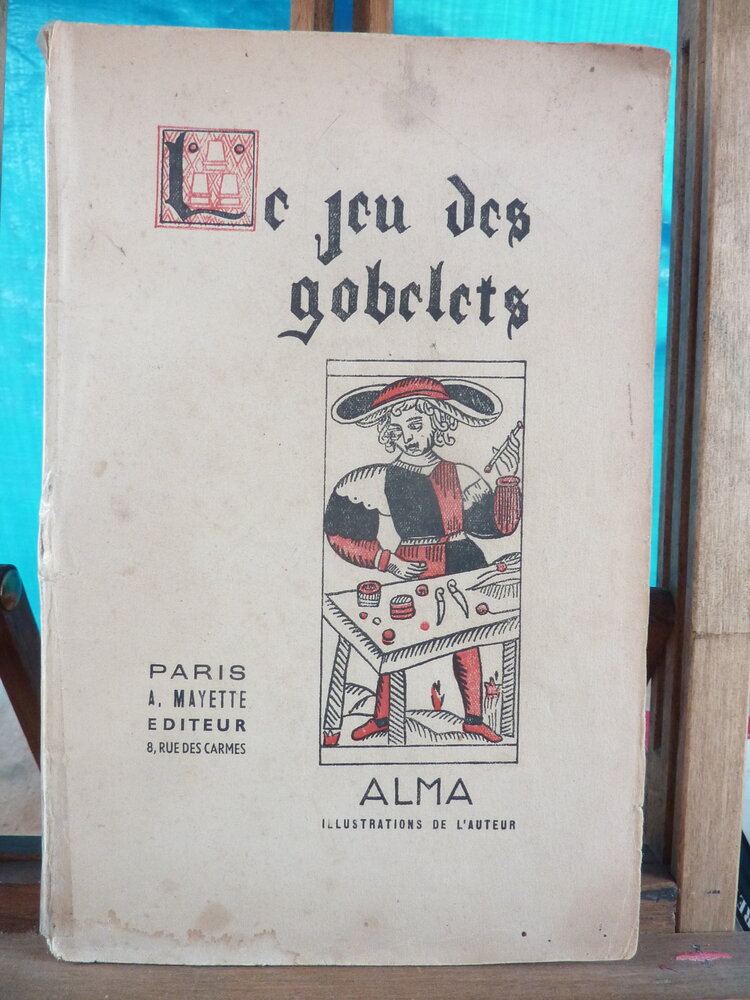 Le jeu des
gobelets
PARIS
A. MAYETTE
EDITEUR
8, RUE DES CARMES
ALMA
ILLUSTRATIONS DE L'AUTEUR